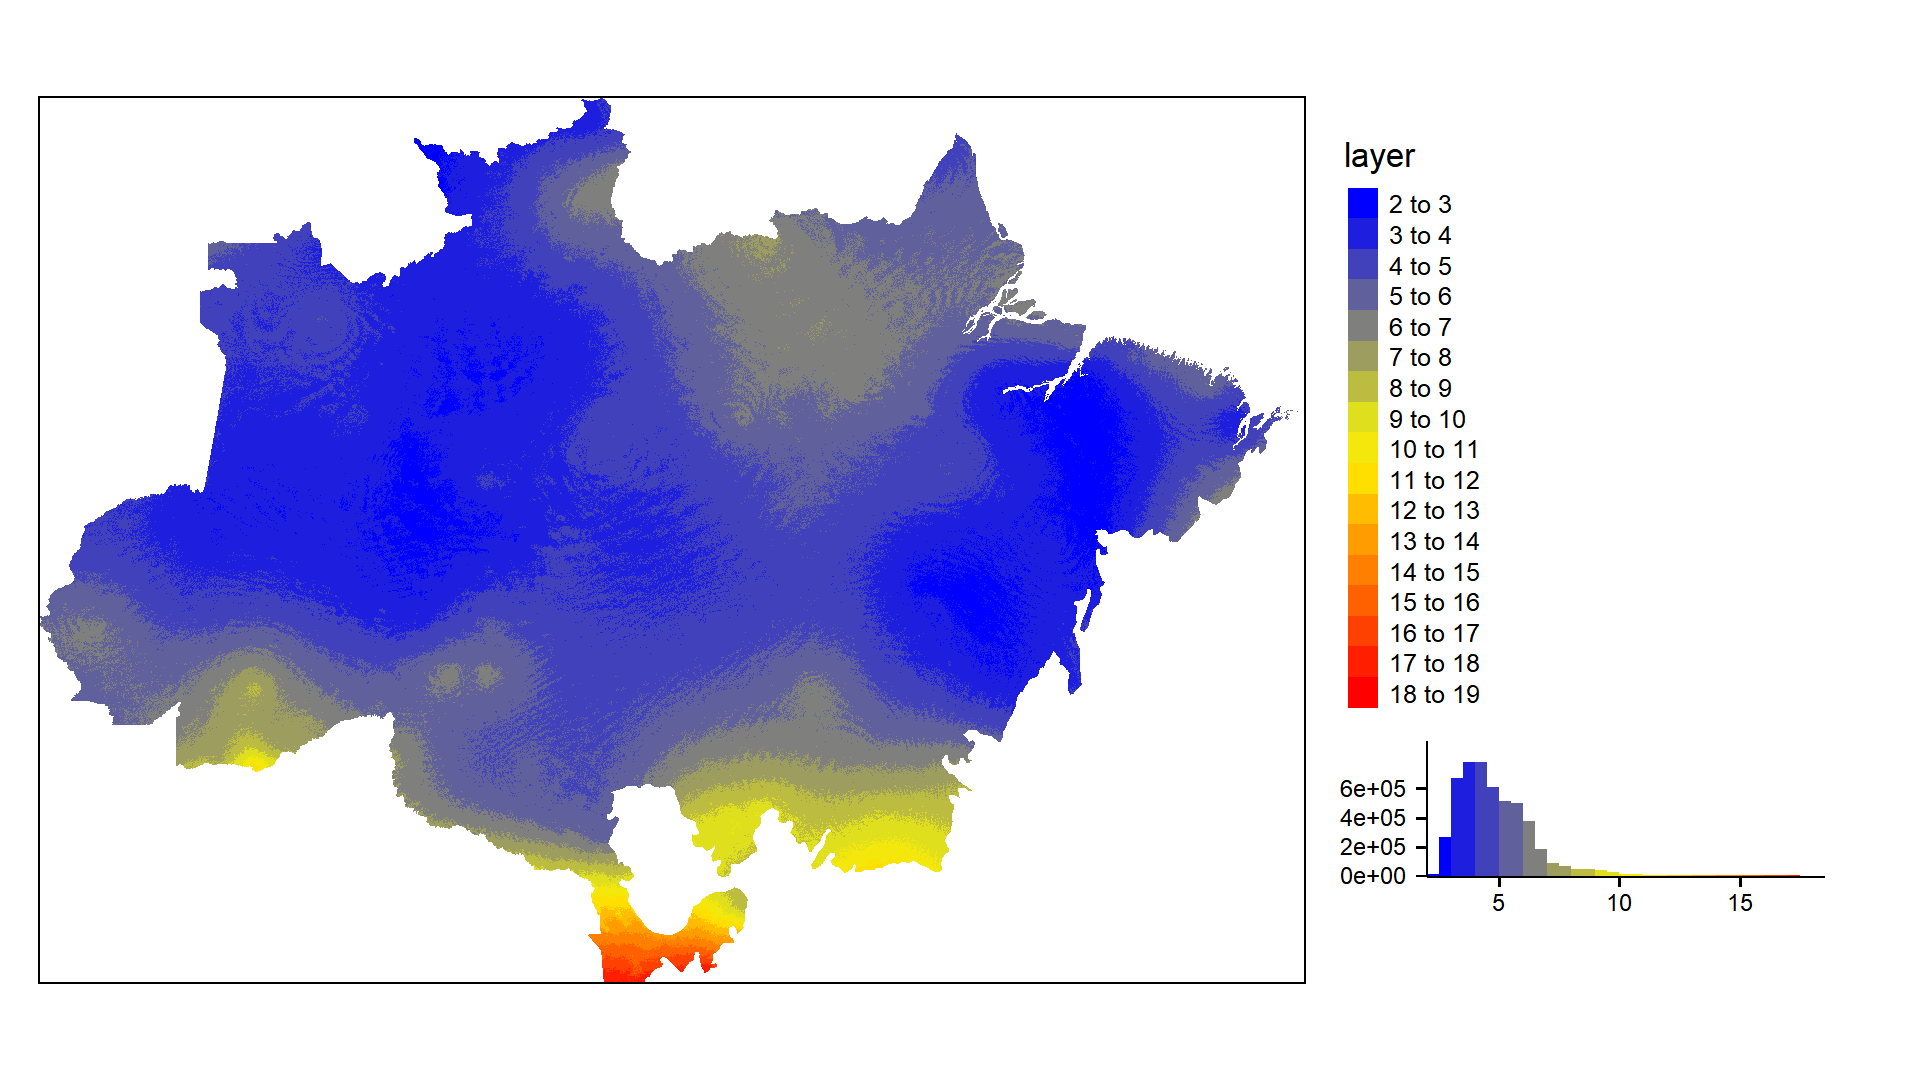 layer
2 to 3
3 to 4
4 to 5
5 to 6
6 to 7
7 to 8
8 to 9
9 to 10
10 to 11
11 to 12
12 to 13
13 to 14
14 to 15
15 to 16
16 to 17
17 to 18
18 to 19
6e+05
4e+05
2e+05
0e+00
5 10 15